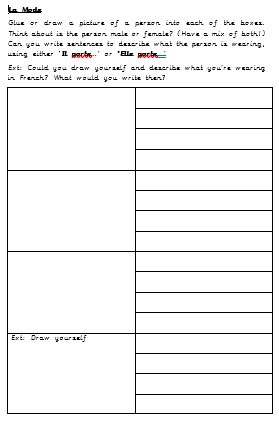 La Mode
Glue or draw a picture of a person into each of the boxes.
Think about is the person male or female? (Have a mix of both!)
Can you write sentences to describe what the person is wearing,
using either 'Il porte...' or 'Elle porte...'
Ext: Could you draw yourself and describe what you're wearing
in French? What would you write then?
Ext: Draw yourself